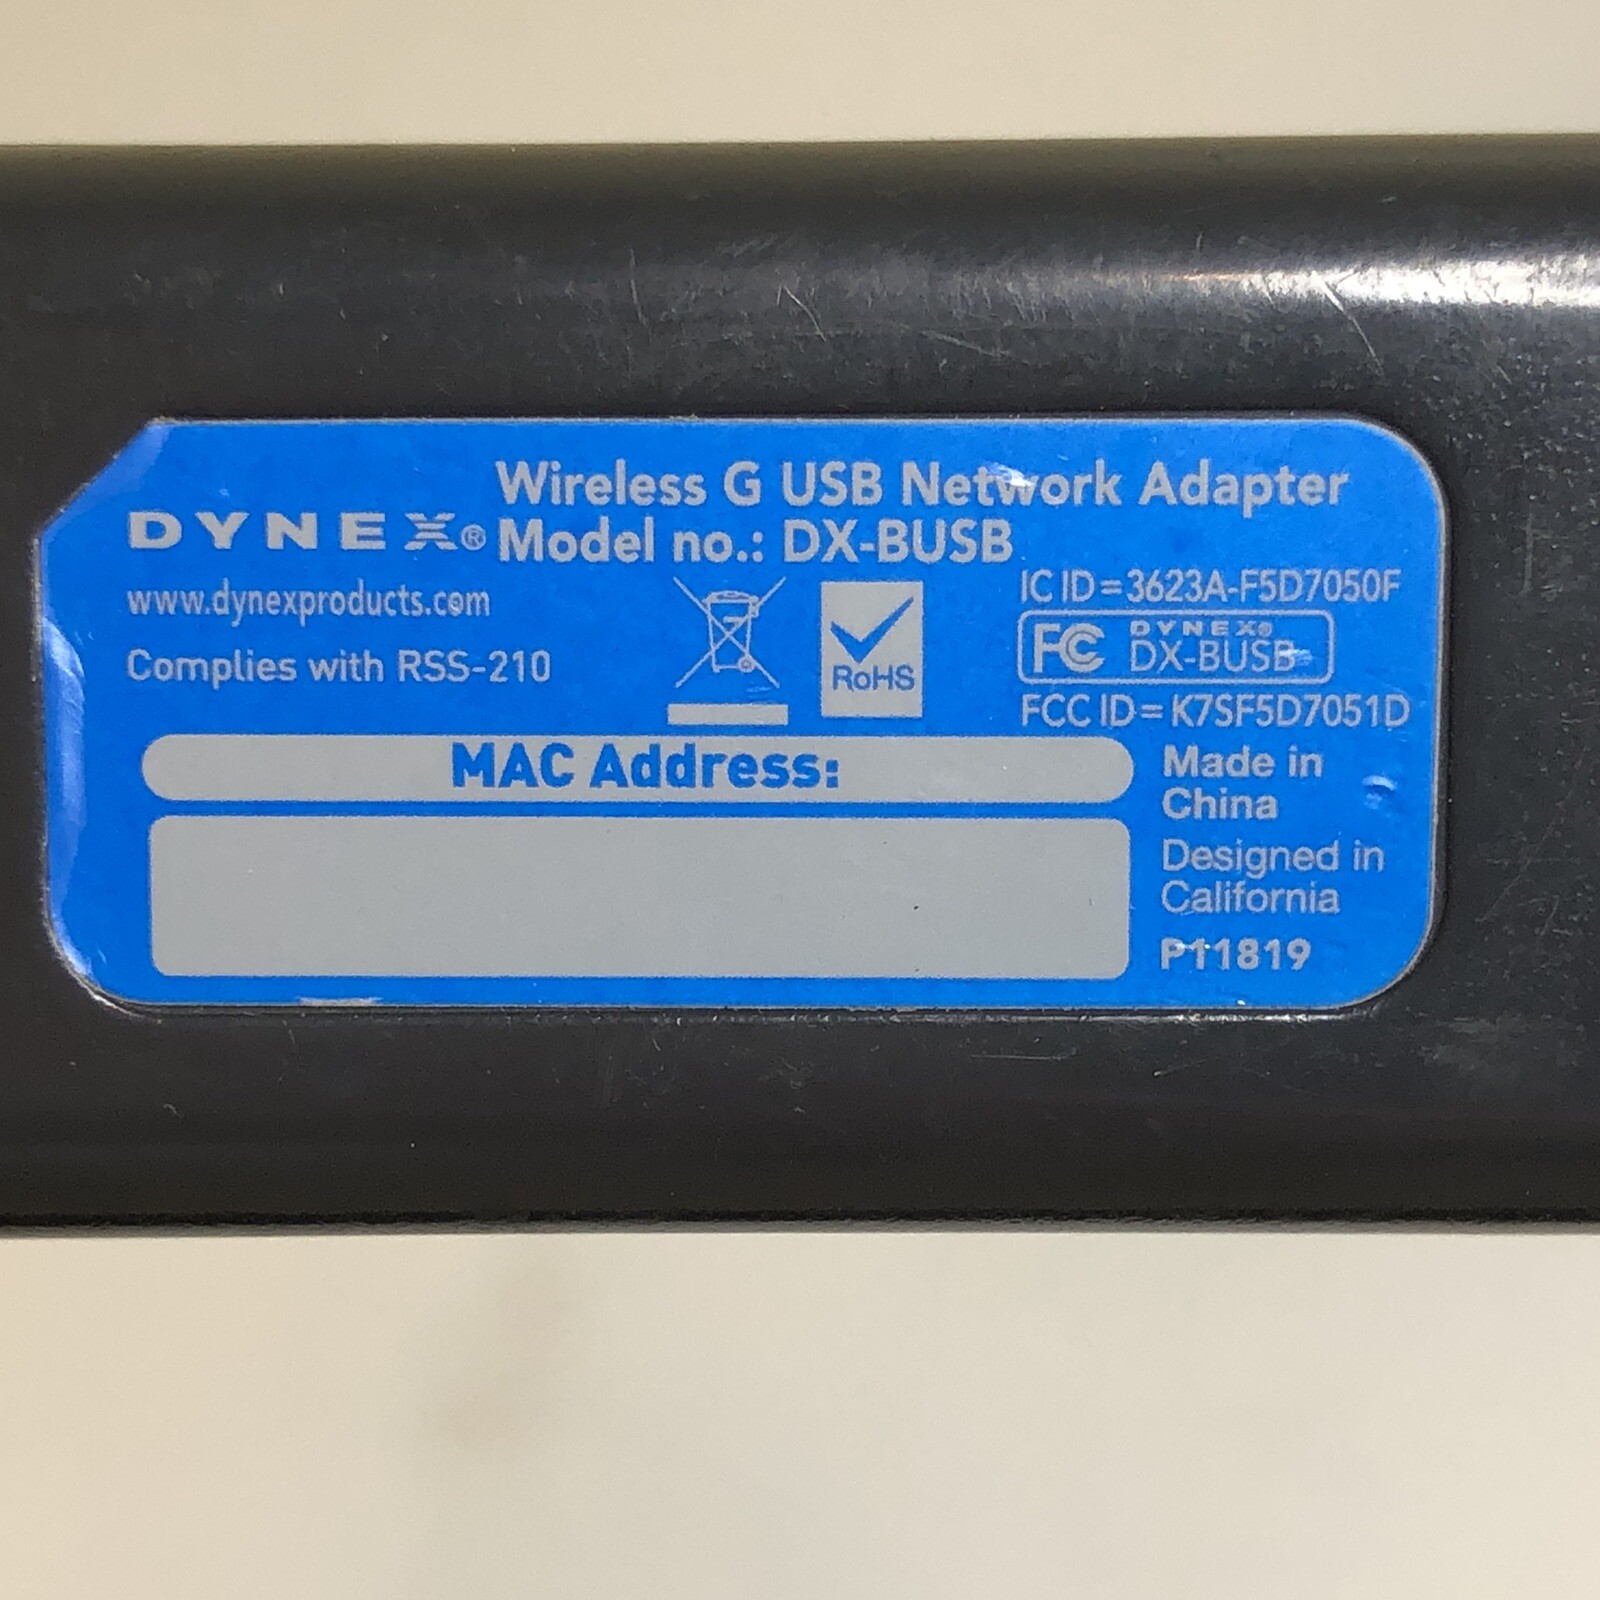 Wireless G USB Network Adapter
DYNEX® Model no.: DX-BUSB
www.dynexproducts.com
Complies with RSS-210
RoHS
IC ID=3623A-F5D7050F
FC DYNEX®
DX-BUSB
FCC ID=K7SF5D7051D
MAC Address:
Made in
China
Designed in
California
P11819